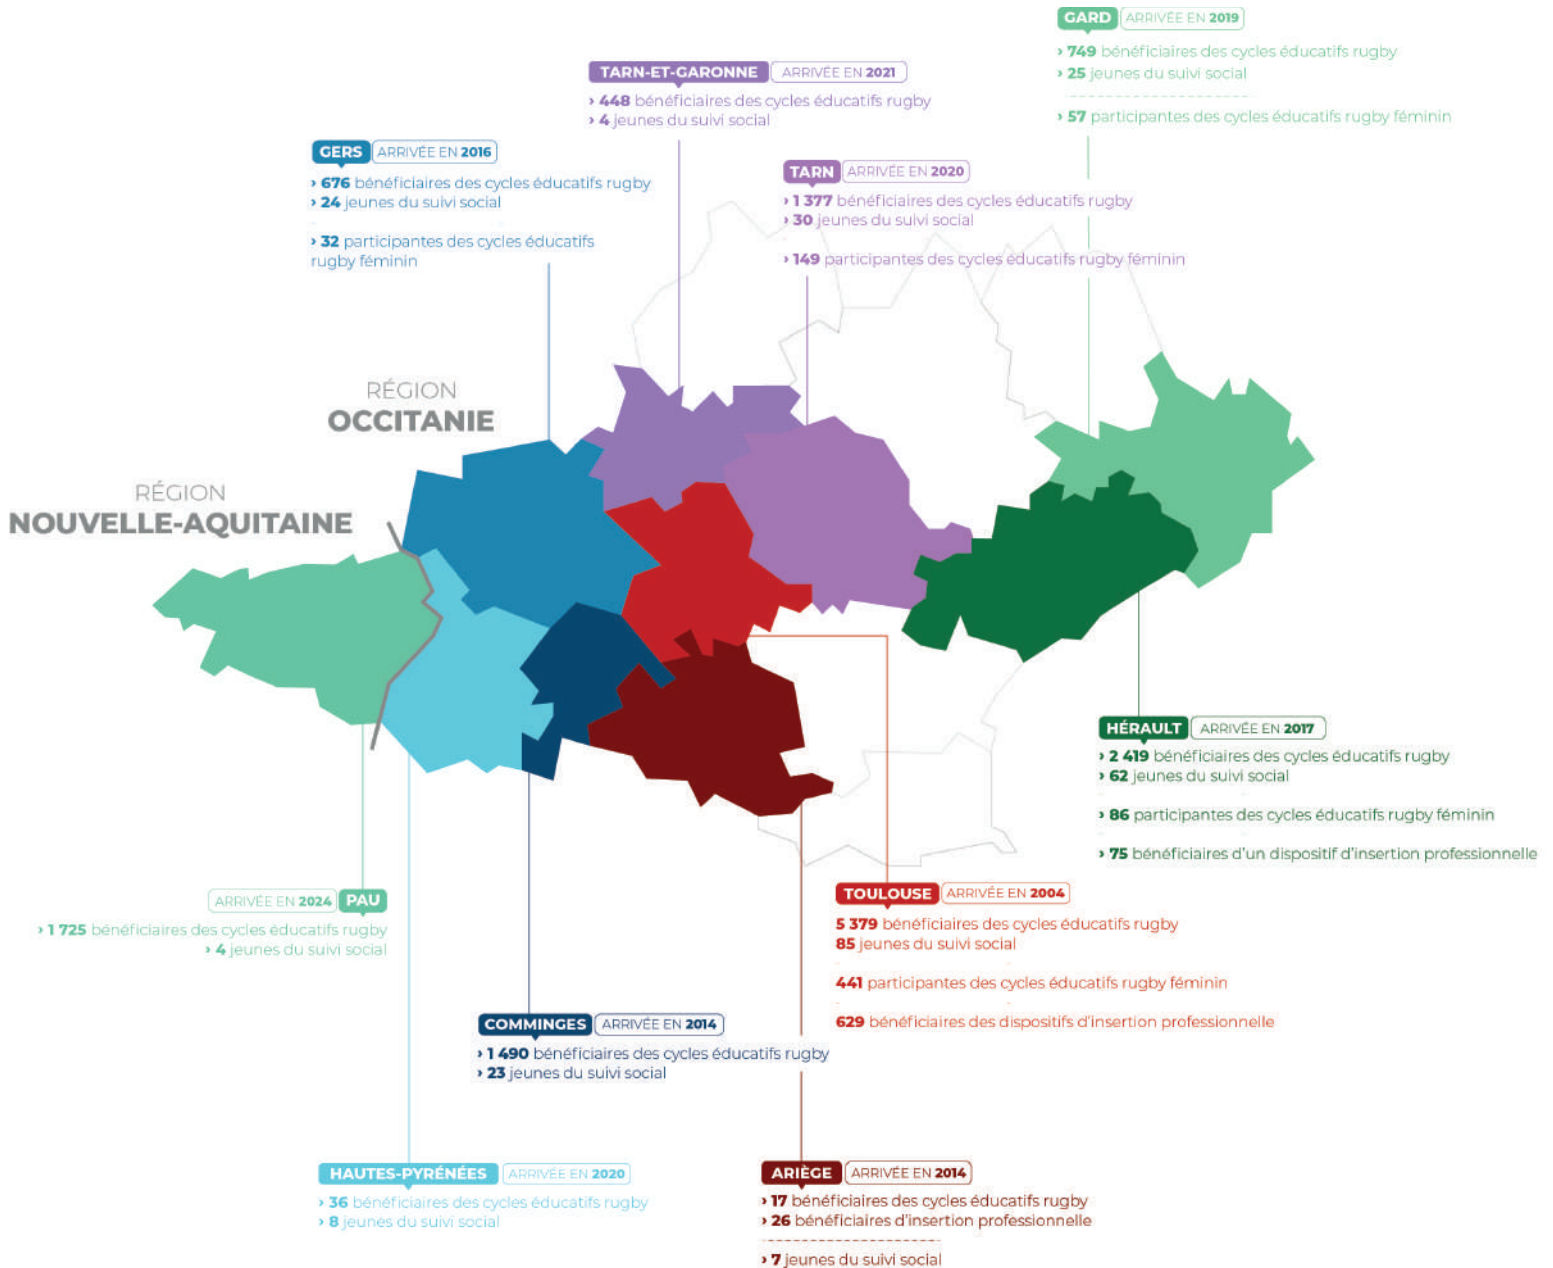 GARD ARRIVÉE EN 2019
› 749 bénéficiaires des cycles éducatifs rugby
› 25 jeunes du suivi social
› 57 participantes des cycles éducatifs rugby féminin
TARN-ET-GARONNE ARRIVÉE EN 2021
› 448 bénéficiaires des cycles éducatifs rugby
› 4 jeunes du suivi social
GERS ARRIVÉE EN 2016
› 676 bénéficiaires des cycles éducatifs rugby
› 24 jeunes du suivi social
› 32 participantes des cycles éducatifs
rugby féminin
TARN ARRIVÉE EN 2020
› 1 377 bénéficiaires des cycles éducatifs rugby
› 30 jeunes du suivi social
› 149 participantes des cycles éducatifs rugby féminin
RÉGION
OCCITANIE
RÉGION
NOUVELLE-AQUITAINE
HÉRAULT ARRIVÉE EN 2017
› 2 419 bénéficiaires des cycles éducatifs rugby
› 62 jeunes du suivi social
› 86 participantes des cycles éducatifs rugby féminin
› 75 bénéficiaires d'un dispositif d'insertion professionnelle
ARRIVÉE EN 2024 PAU
› 1 725 bénéficiaires des cycles éducatifs rugby
› 4 jeunes du suivi social
TOULOUSE ARRIVÉE EN 2004
5 379 bénéficiaires des cycles éducatifs rugby
85 jeunes du suivi social
441 participantes des cycles éducatifs rugby féminin
629 bénéficiaires des dispositifs d'insertion professionnelle
COMMINGES ARRIVÉE EN 2014
› 1 490 bénéficiaires des cycles éducatifs rugby
› 23 jeunes du suivi social
HAUTES-PYRÉNÉES ARRIVÉE EN 2020
› 36 bénéficiaires des cycles éducatifs rugby
› 8 jeunes du suivi social
ARIÈGE ARRIVÉE EN 2014
› 17 bénéficiaires des cycles éducatifs rugby
› 26 bénéficiaires d'insertion professionnelle
› 7 jeunes du suivi social